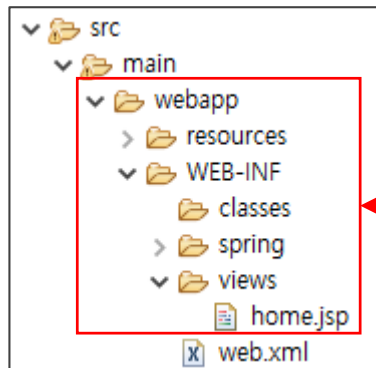 src
main
webapp
resources
WEB-INF
classes
spring
views
home.jsp
web.xml